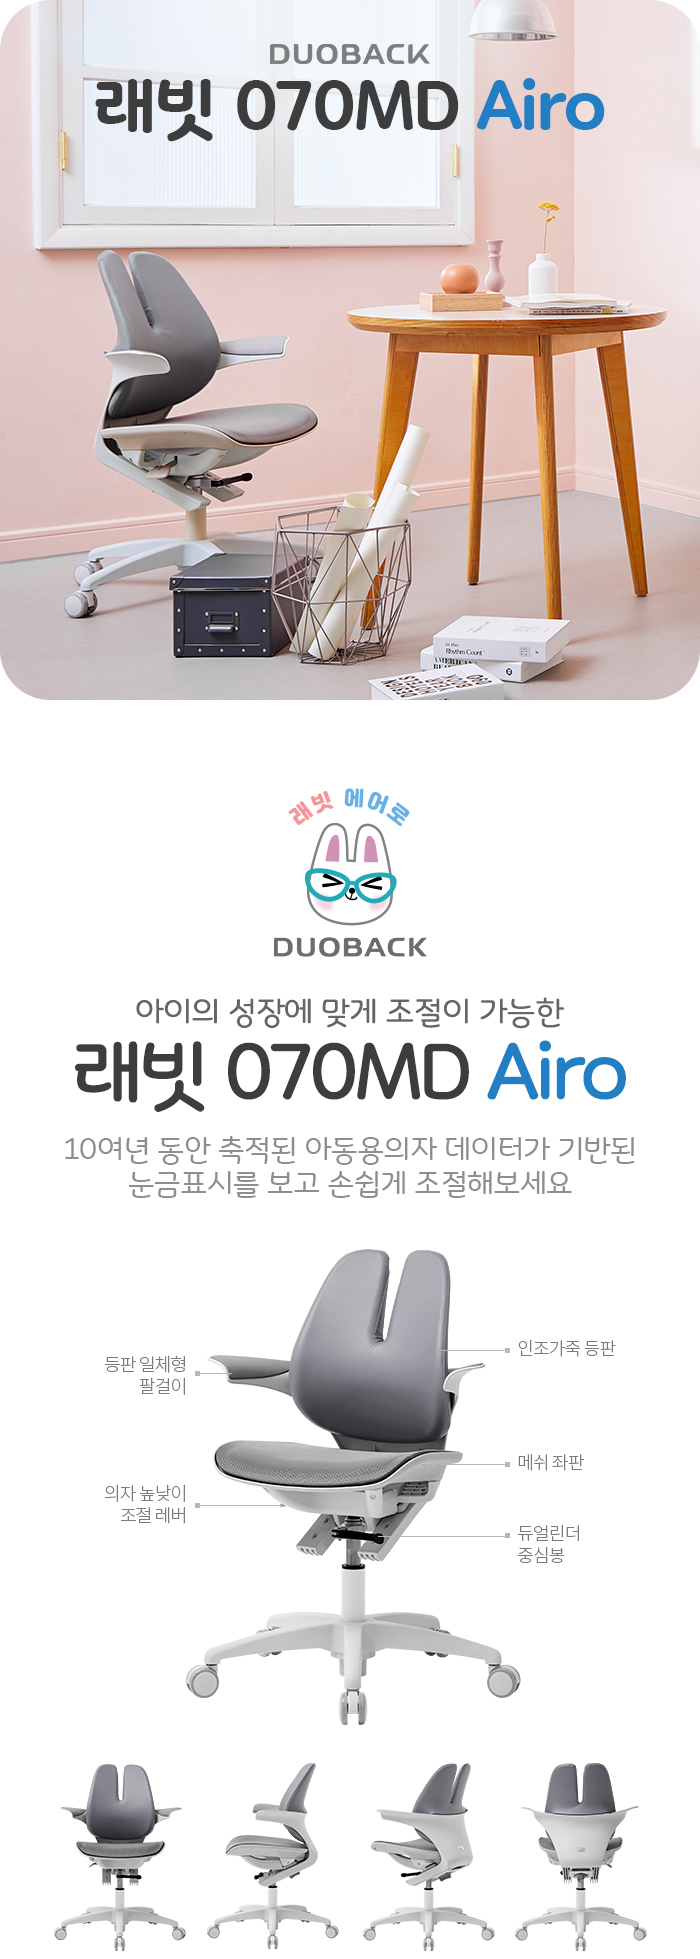 DUOBACK
래빗 070MD Airo
in the
Rhythm Count
래빗 에어로
DUOBACK
아이의 성장에 맞게 조절이 가능한
래빗 070MD Airo
10여년 동안 축적된 아동용의자 데이터가 기반된
눈금표시를 보고 손쉽게 조절해보세요
등판 일체형
팔걸이
인조가죽 등판
메쉬 좌판
의자 높낮이
조절 레버
듀얼린더
중심봉